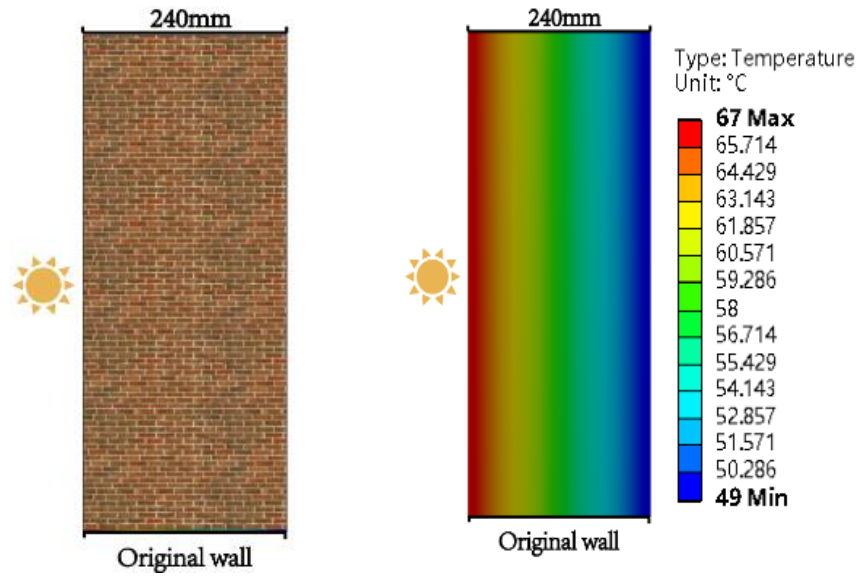 240mm
Original wall
240mm
Original wall
Type: Temperature
Unit: °C
67 Max
65.714
64.429
63.143
61.857
60.571
59.286
58
56.714
55.429
54.143
52.857
51.571
50.286
49 Min